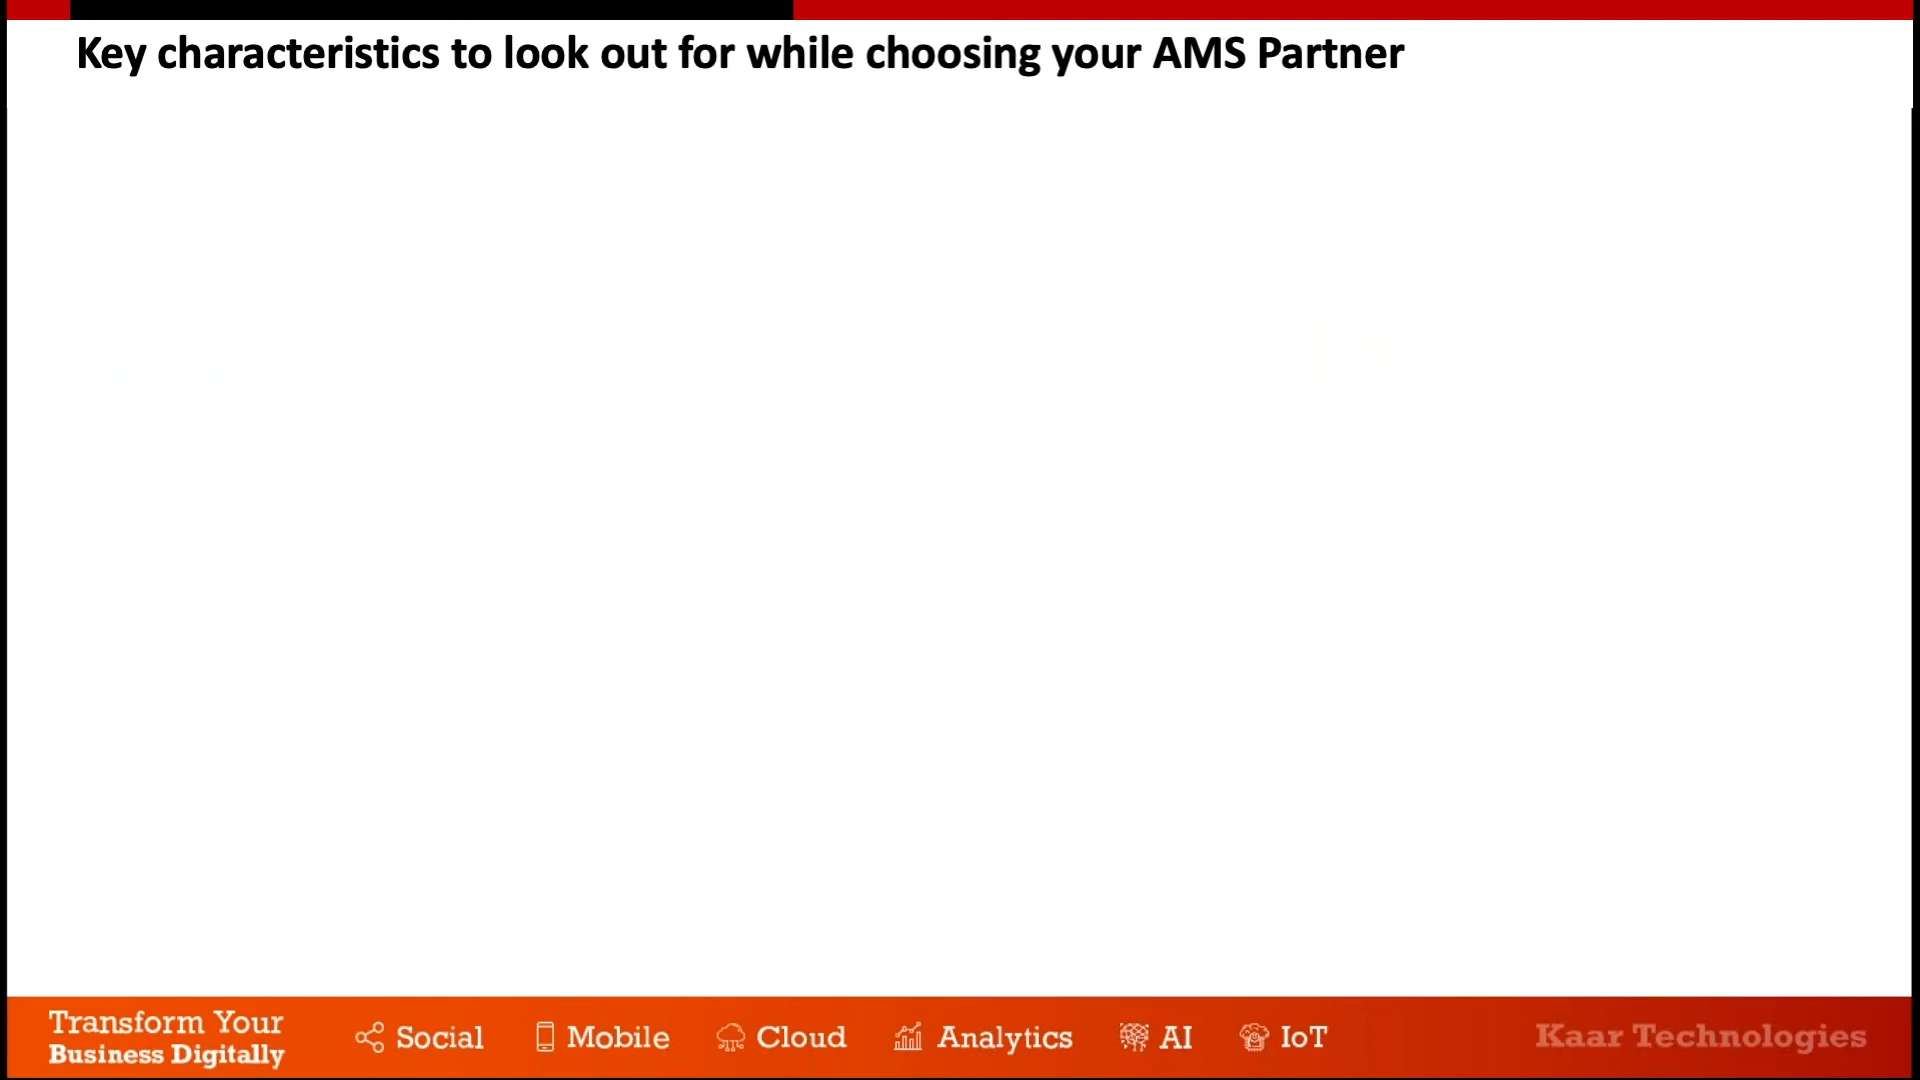 Key characteristics to look out for while choosing your AMS Partner
Transform Your
Business Digitally
Social
Mobile
Cloud
Analytics
AI
IoT
Kaar Technologies